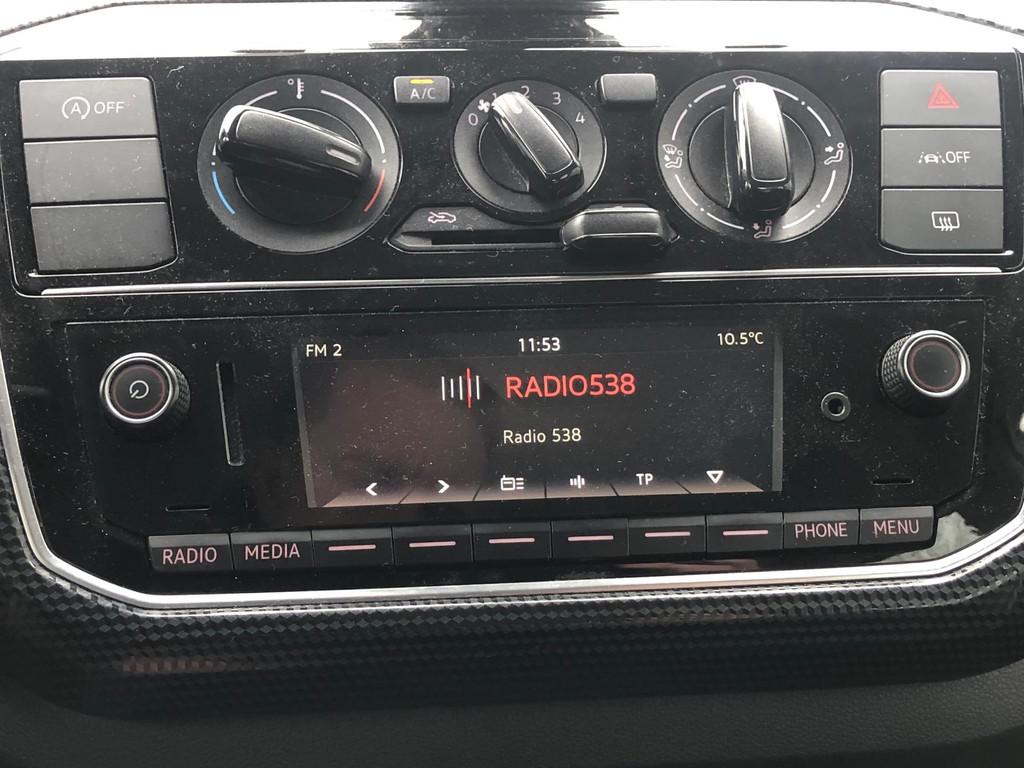 A OFF
A/C
0 1 2 3 4
OFF
FM 2
11:53
10.5°C
RADIO538
Radio 538
< > TP
RADIO MEDIA PHONE MENU